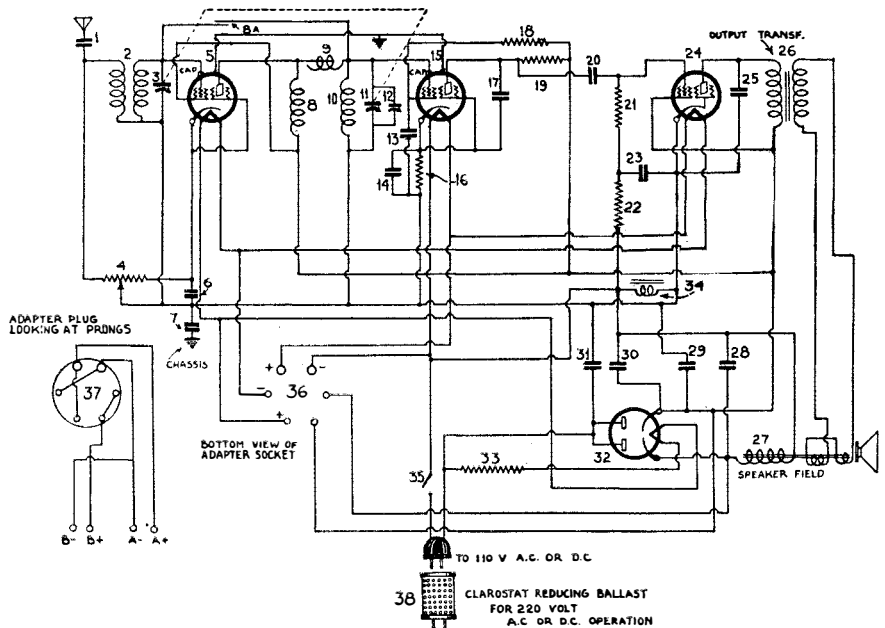 OUTPUT TRANSF.
BA
18
1
2
3
CAP
5
9
8
10
11
12
CAP
15
13
14
16
17
19
20
21
23
22
24
25
26
4
6
7
CHASSIS
34
ADAPTER PLUG
LOOKING AT PRONGS
37
B- B+ A- A+
+ -
- 36
+ -
BOTTOM VIEW OF
ADAPTER SOCKET
31
30
29
28
32
33
35
27
SPEAKER FIELD
TO 110 V A.C. OR D.C
38
CLAROSTAT REDUCING BALLAST
FOR 220 VOLT
A.C OR D.C. OPERATION